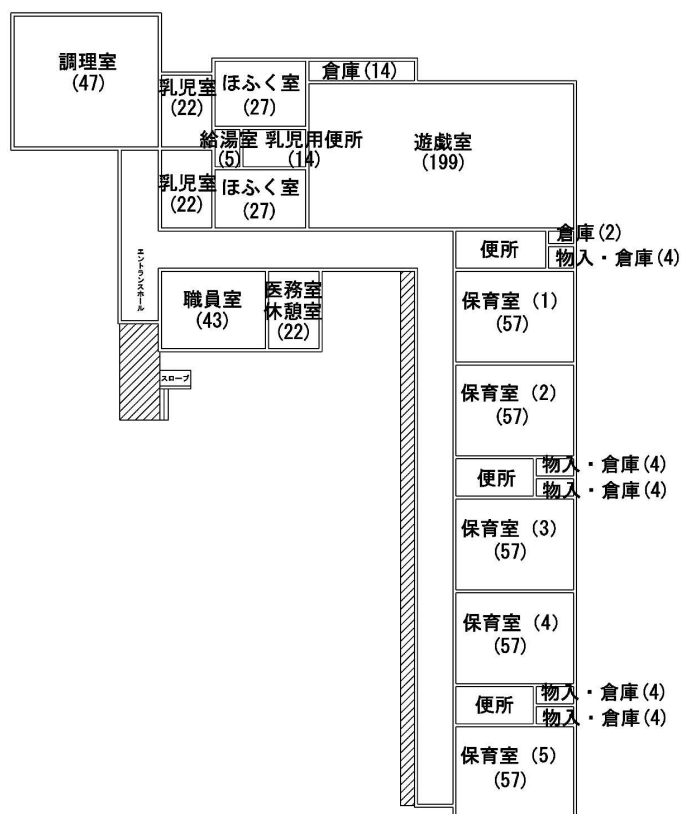 調理室
(47)
乳児室
(22)
ほふく室
(27)
倉庫(14)
給湯室
(5)
乳児用便所
(14)
遊戯室
(199)
乳児室
(22)
ほふく室
(27)
エントランスホール
便所
倉庫(2)
物入・倉庫(4)
職員室
(43)
医務室
休憩室
(22)
保育室（1）
(57)
スロープ
保育室（2）
(57)
便所
物入・倉庫(4)
物入・倉庫(4)
保育室（3）
(57)
保育室（4）
(57)
便所
物入・倉庫(4)
物入・倉庫(4)
保育室（5）
(57)